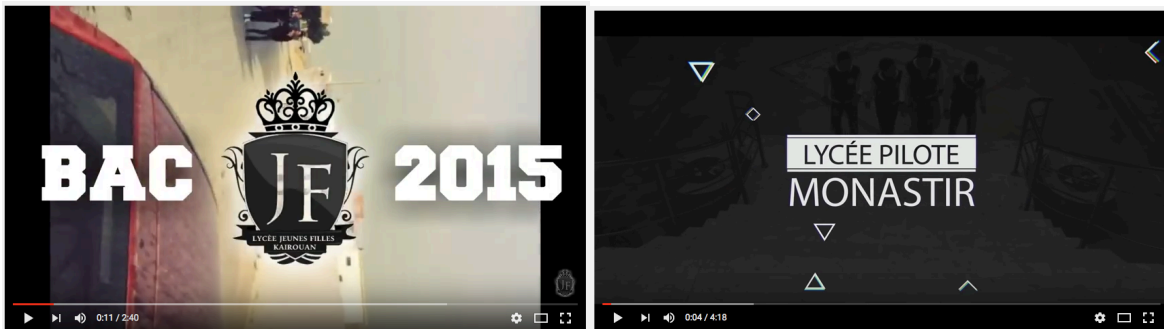 BAC 2015
JF
LYCÉE JEUNES FILLES
KAIROUAN
0:11 / 2:40
LYCÉE PILOTE
MONASTIR
0:04 / 4:18